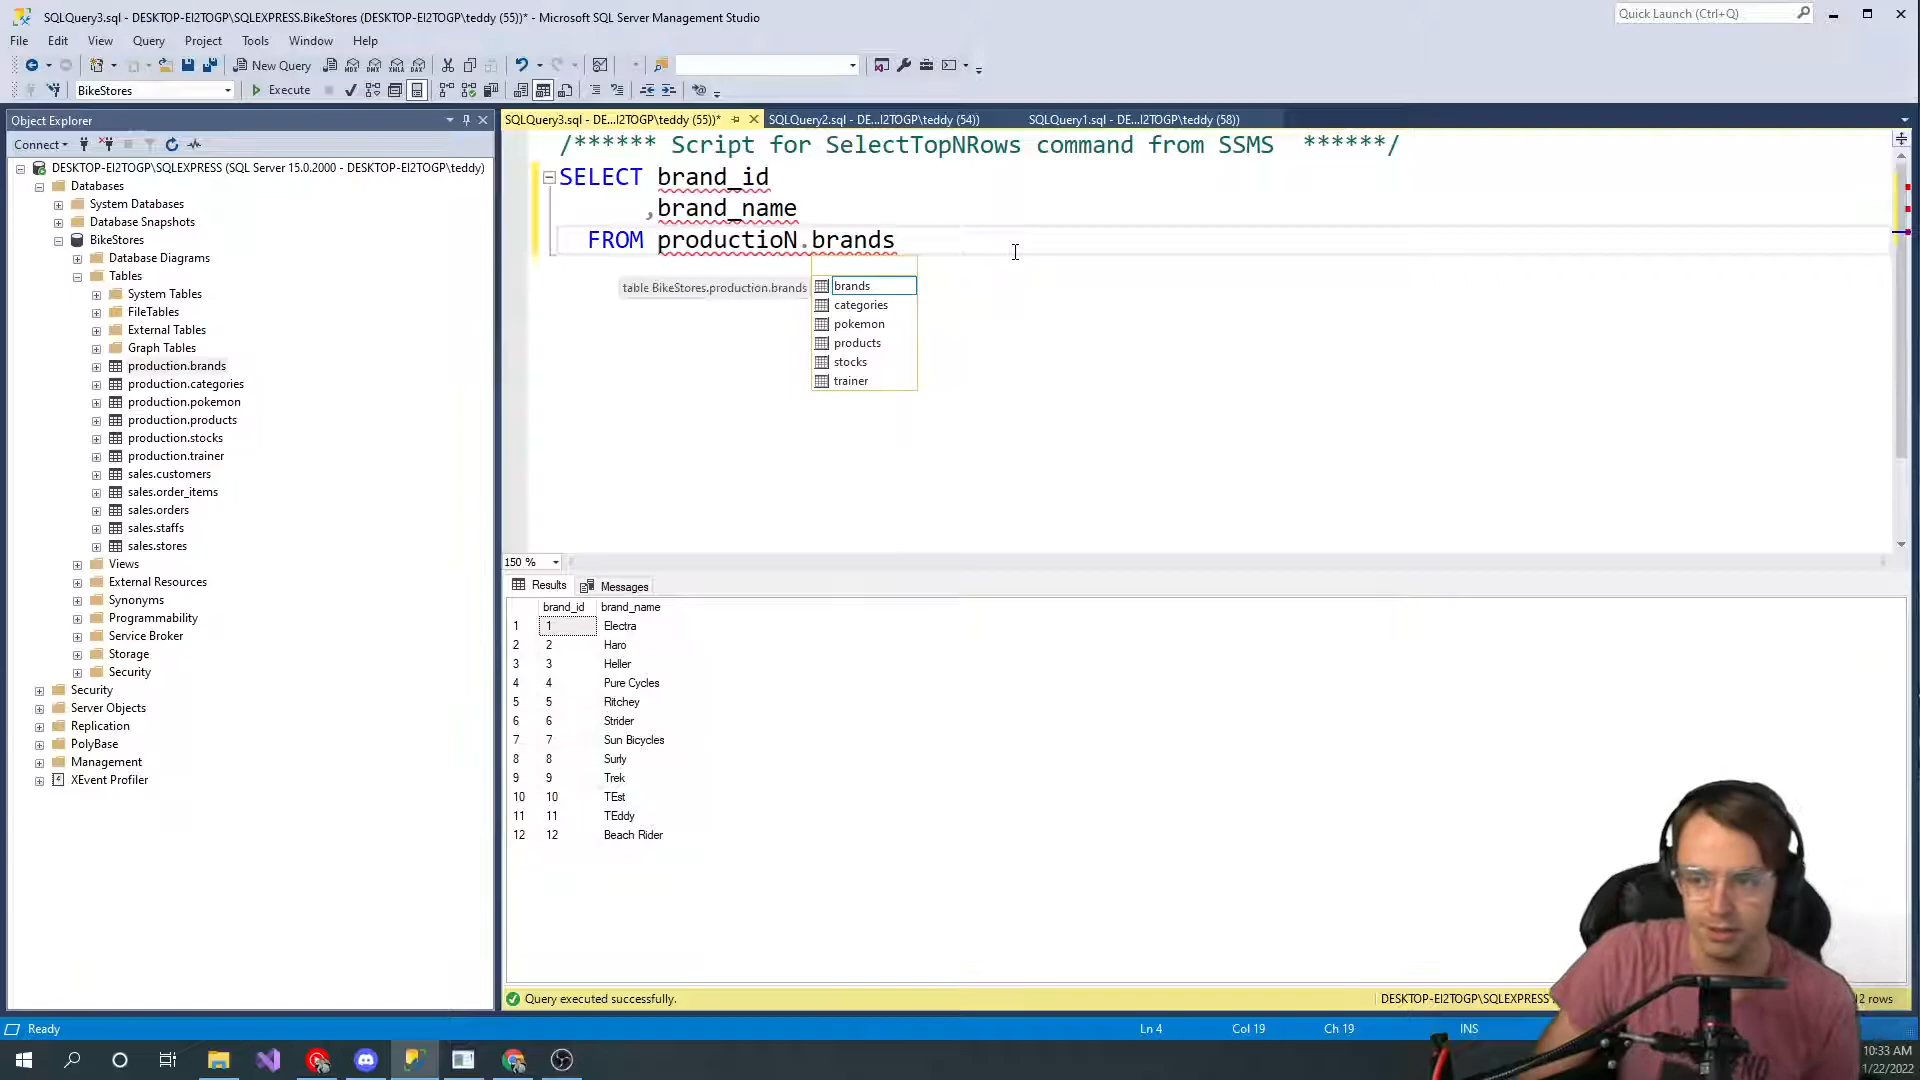 SQLQuery3.sql - DESKTOP-EI2TOGP\SQLEXPRESS.BikeStores (DESKTOP-EI2TOGP\teddy (55))* - Microsoft SQL Server Management Studio
Quick Launch (Ctrl+Q)
File Edit View Query Project Tools Window Help
New Query
BikeStores
Execute
Object Explorer
SQLQuery3.sql - DE...I2TOGP\teddy (55))*
SQLQuery2.sql - DE...I2TOGP\teddy (54))
SQLQuery1.sql - DE...I2TOGP\teddy (58))
Connect
DESKTOP-EI2TOGP\SQLEXPRESS (SQL Server 15.0.2000 - DESKTOP-EI2TOGP\teddy)
Databases
System Databases
Database Snapshots
BikeStores
Database Diagrams
Tables
System Tables
FileTables
External Tables
Graph Tables
production.brands
production.categories
production.pokemon
production.products
production.stocks
production.trainer
sales.customers
sales.order_items
sales.orders
sales.staffs
sales.stores
Views
External Resources
Synonyms
Programmability
Service Broker
Storage
Security
Security
Server Objects
Replication
PolyBase
Management
XEvent Profiler
/****** Script for SelectTopNRows command from SSMS ******/
SELECT brand_id
,brand_name
FROM productioN.brands
table BikeStores.production.brands
brands
categories
pokemon
products
stocks
trainer
150 %
Results Messages
brand_id brand_name
1 1 Electra
2 2 Haro
3 3 Heller
4 4 Pure Cycles
5 5 Ritchey
6 6 Strider
7 7 Sun Bicycles
8 8 Surly
9 9 Trek
10 10 TEst
11 11 TEddy
12 12 Beach Rider
Query executed successfully.
DESKTOP-EI2TOGP\SQLEXPRESS
2 rows
Ready
Ln 4
Col 19
Ch 19
INS
10:33 AM
1/22/2022